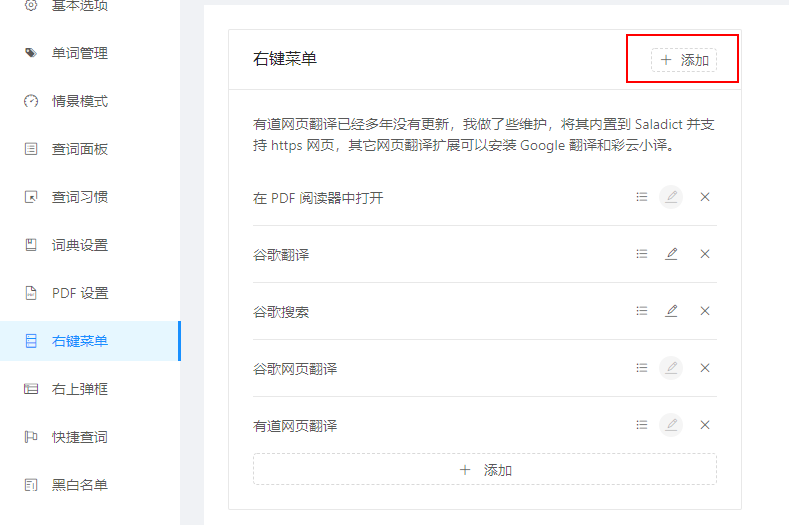 基本选项
单词管理
情景模式
查词面板
查词习惯
词典设置
PDF 设置
右键菜单
右上弹框
快捷查词
黑白名单
右键菜单
+ 添加
有道网页翻译已经多年没有更新，我做了些维护，将其内置到 Saladict 并支
持 https 网页，其它网页翻译扩展可以安装 Google 翻译和彩云小译。
在 PDF 阅读器中打开
谷歌翻译
谷歌搜索
谷歌网页翻译
有道网页翻译
+ 添加